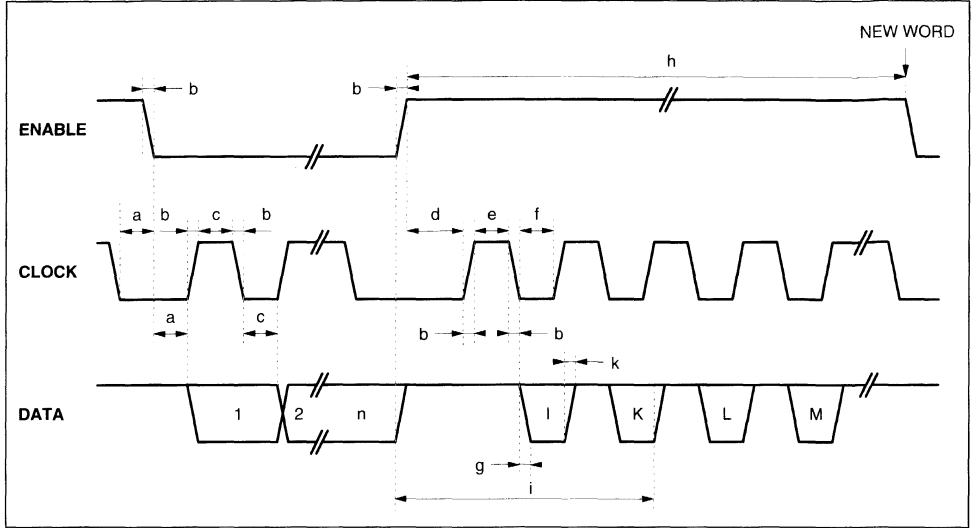 NEW WORD
h
b b
ENABLE
a b c b d e f
CLOCK
a c b b
k
DATA 1 2 n I K L M
g
i